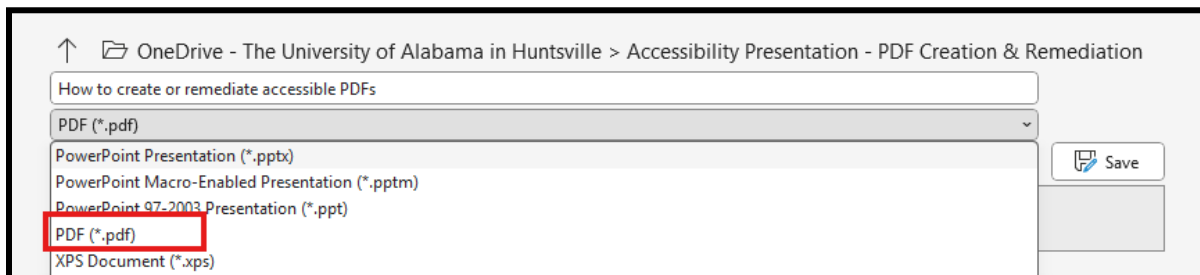 OneDrive - The University of Alabama in Huntsville > Accessibility Presentation - PDF Creation & Remediation
How to create or remediate accessible PDFs
PDF (*.pdf)
PowerPoint Presentation (*.pptx)
Save
PowerPoint Macro-Enabled Presentation (*.pptm)
PowerPoint 97-2003 Presentation (*.ppt)
PDF (*.pdf)
XPS Document (*.xps)